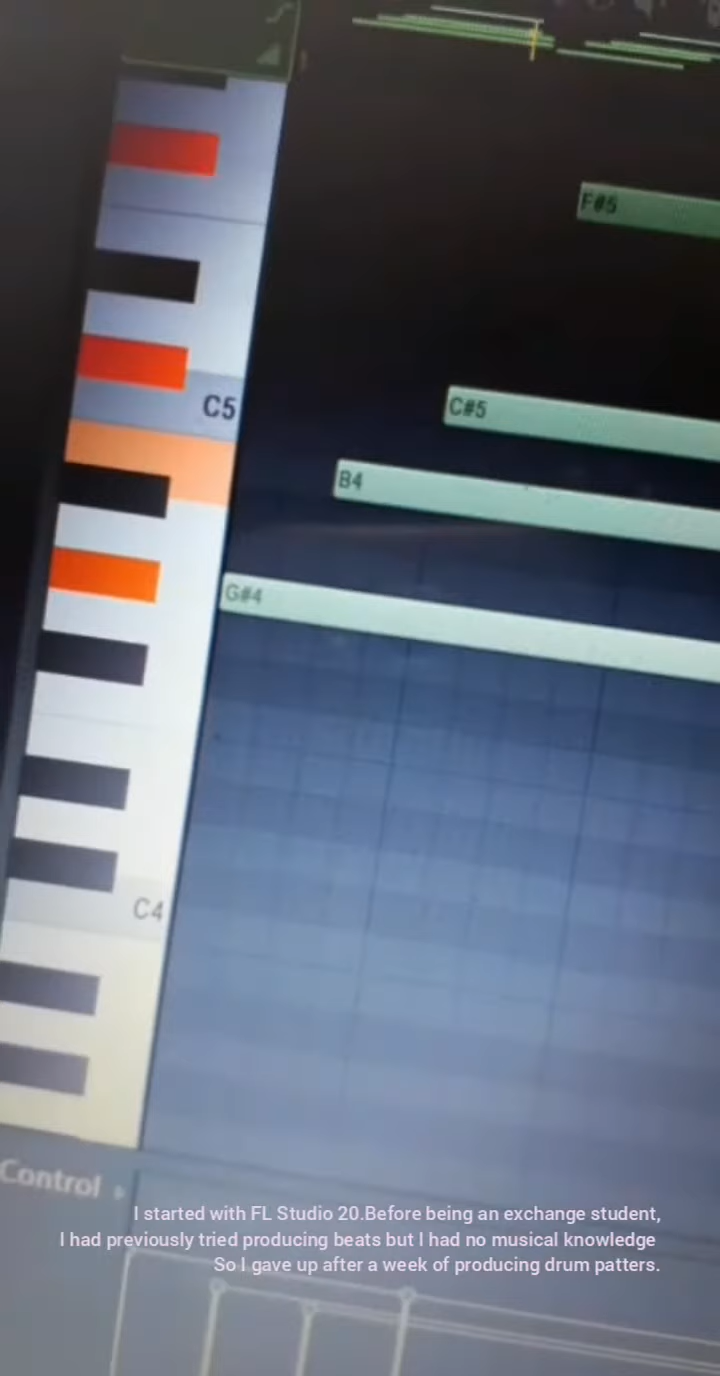 F#5
C#5
C5
B4
G#4
C4
Control
I started with FL Studio 20.Before being an exchange student,
I had previously tried producing beats but I had no musical knowledge
So I gave up after a week of producing drum patters.